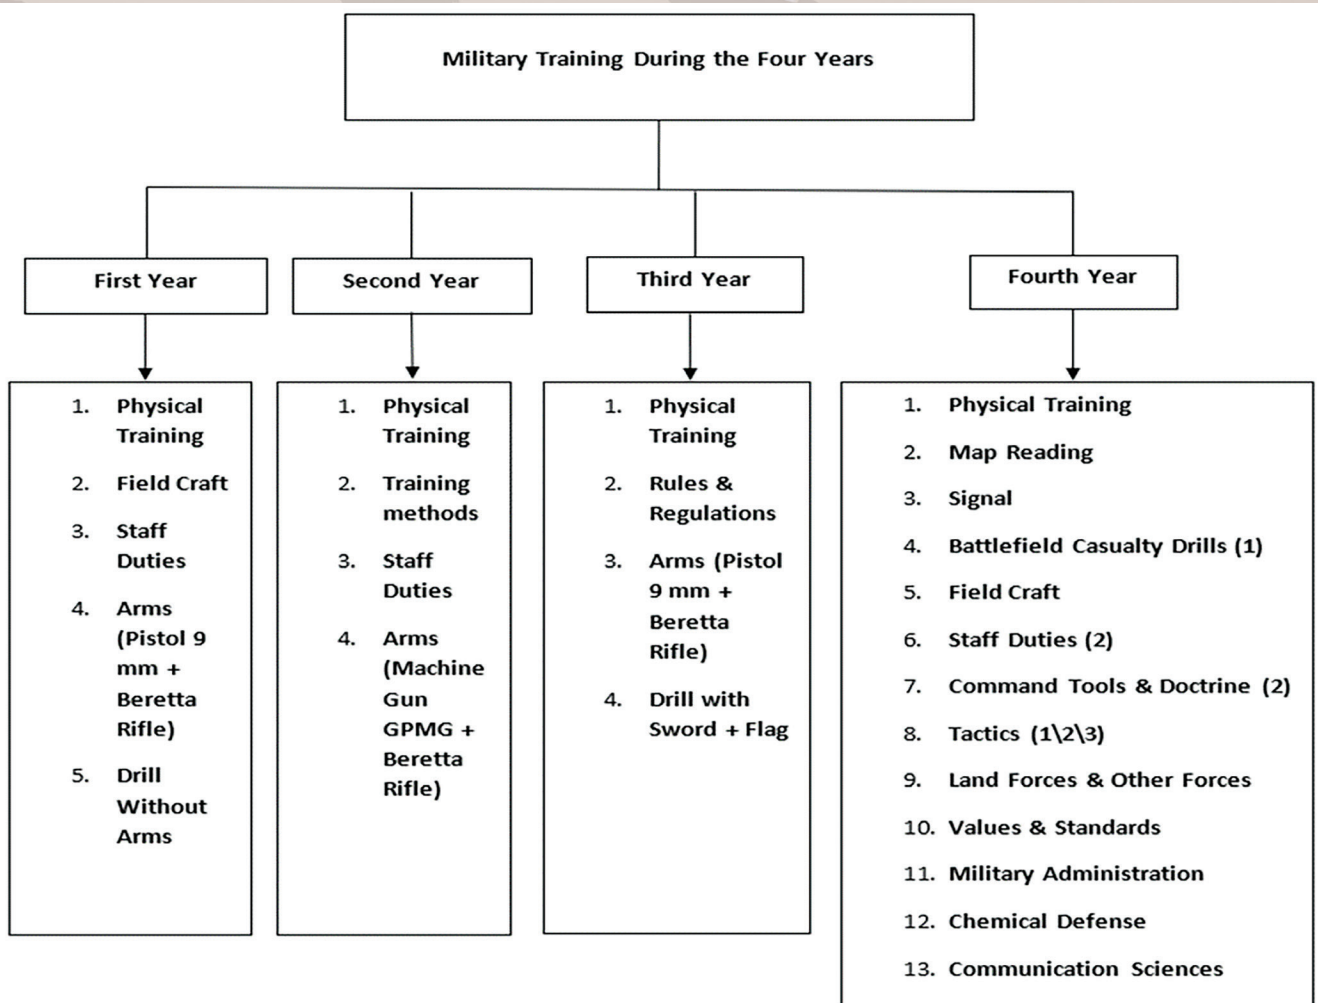 Military Training During the Four Years
First Year
Second Year
Third Year
Fourth Year
1. Physical
Training
2. Field Craft
3. Staff
Duties
4. Arms
(Pistol 9
mm +
Beretta
Rifle)
5. Drill
Without
Arms
1. Physical
Training
2. Training
methods
3. Staff
Duties
4. Arms
(Machine
Gun
GPMG +
Beretta
Rifle)
1. Physical
Training
2. Rules &
Regulations
3. Arms (Pistol
9 mm +
Beretta
Rifle)
4. Drill with
Sword + Flag
1. Physical Training
2. Map Reading
3. Signal
4. Battlefield Casualty Drills (1)
5. Field Craft
6. Staff Duties (2)
7. Command Tools & Doctrine (2)
8. Tactics (1\2\3)
9. Land Forces & Other Forces
10. Values & Standards
11. Military Administration
12. Chemical Defense
13. Communication Sciences